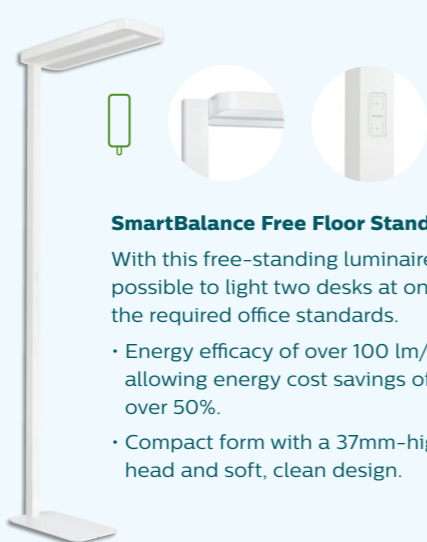 SmartBalance Free Floor Stand
With this free-standing luminaire
possible to light two desks at on
the required office standards.
· Energy efficacy of over 100 lm/
allowing energy cost savings of
over 50%.
· Compact form with a 37mm-hig
head and soft, clean design.